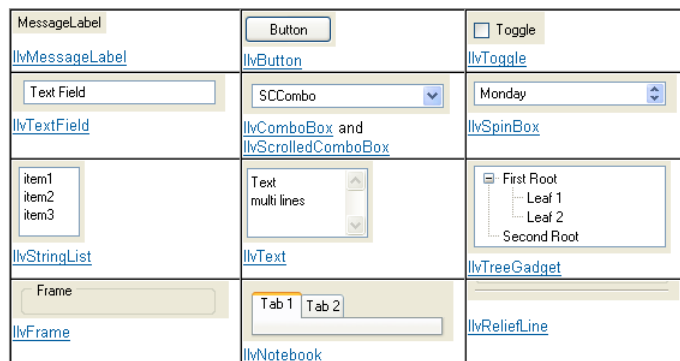 MessageLabel
IlvMessageLabel
Button
IlvButton
Toggle
IlvToggle
Text Field
IlvTextField
SCCombo
IlvComboBox and
IlvScrolledComboBox
Monday
IlvSpinBox
item1
item2
item3
IlvStringList
Text
multi lines
IlvText
First Root
Leaf 1
Leaf 2
Second Root
IlvTreeGadget
Frame
IlvFrame
Tab 1 Tab 2
IlvNotebook
IlvReliefLine